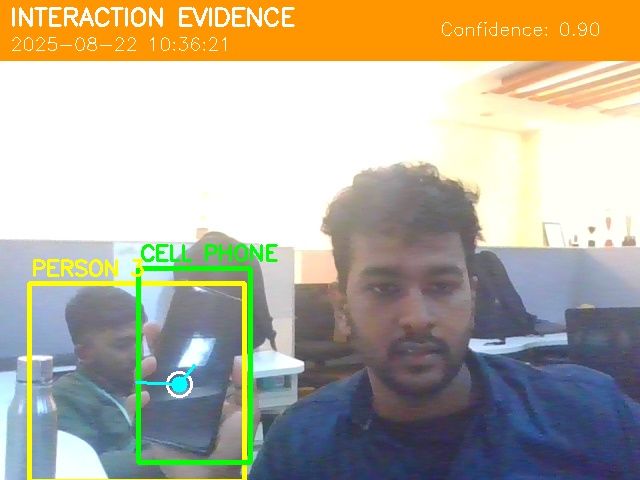 INTERACTION EVIDENCE
2025-08-22 10:36:21
Confidence: 0.90
CELL PHONE
PERSON 3